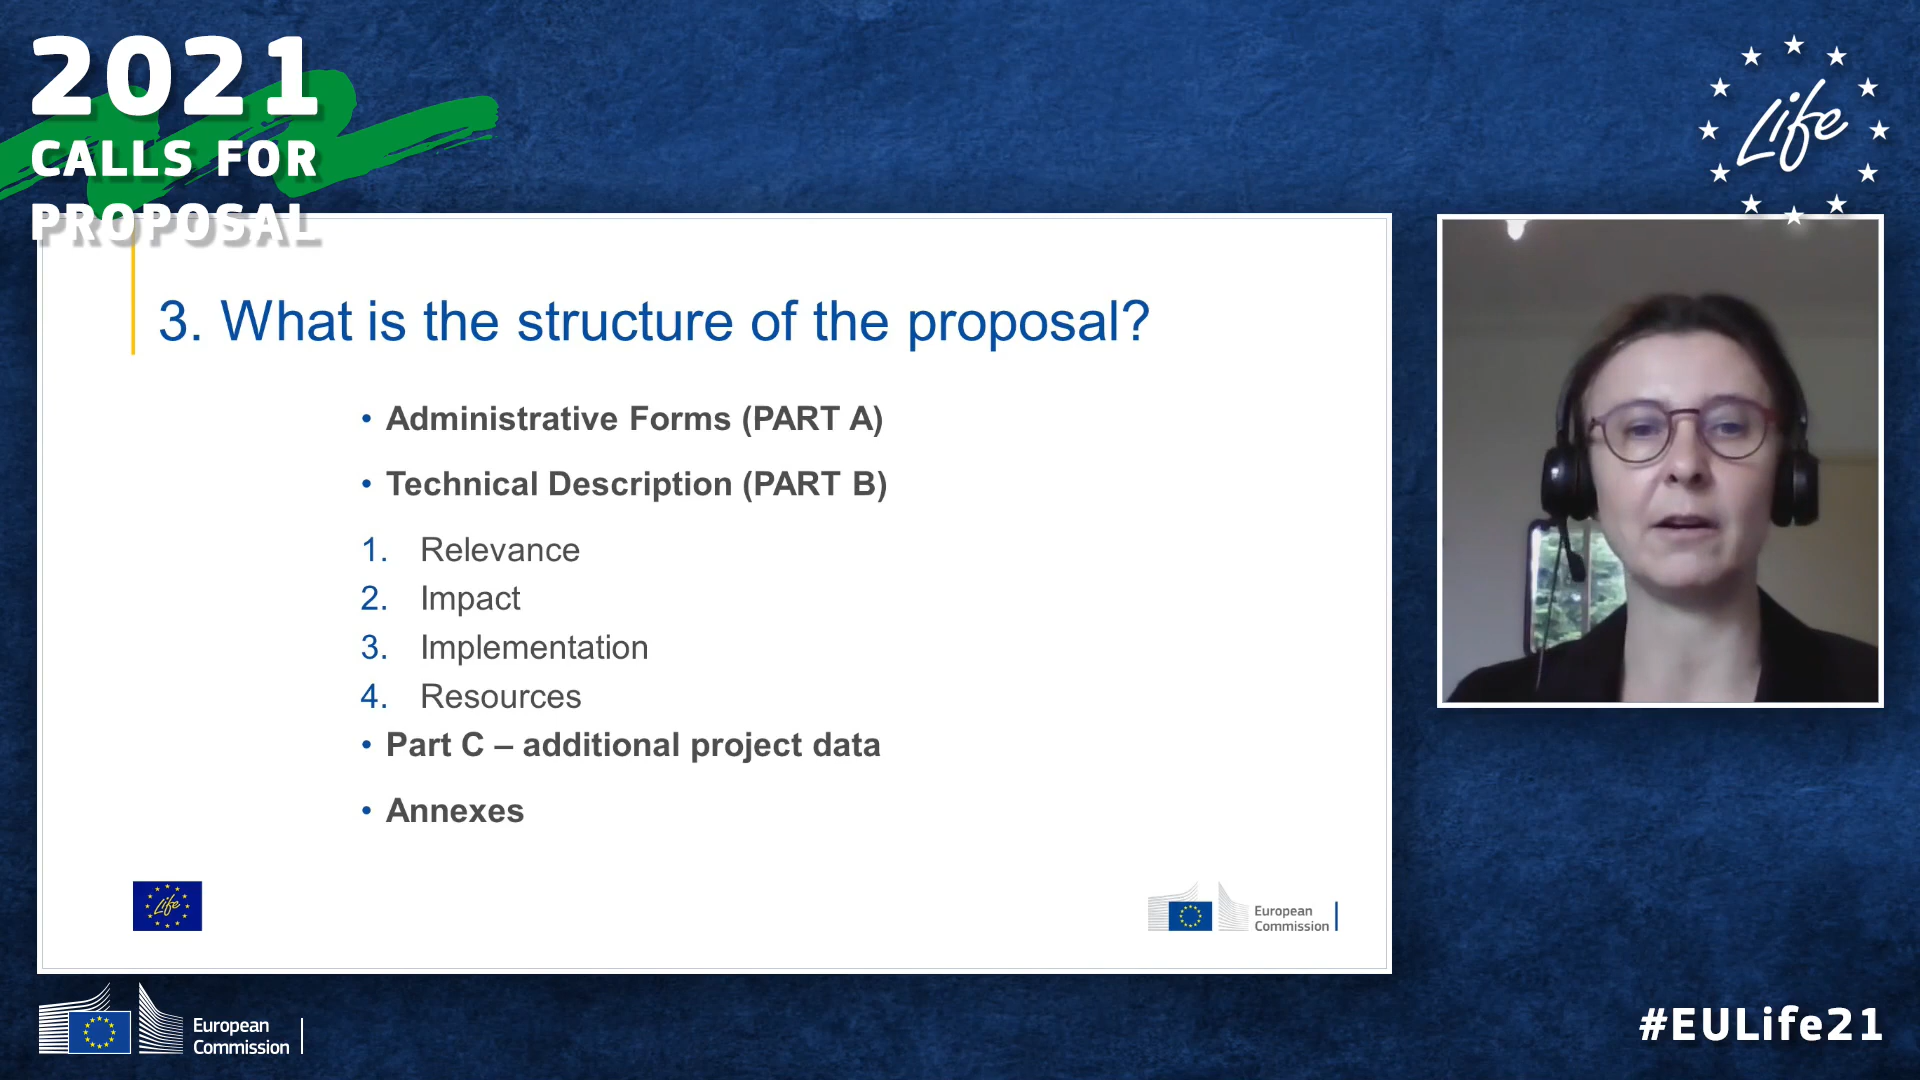 2021
CALLS FOR
PROPOSAL
Life
3. What is the structure of the proposal?
• Administrative Forms (PART A)
• Technical Description (PART B)
1. Relevance
2. Impact
3. Implementation
4. Resources
• Part C – additional project data
• Annexes
Life
European
Commission
European
Commission
#EULife21